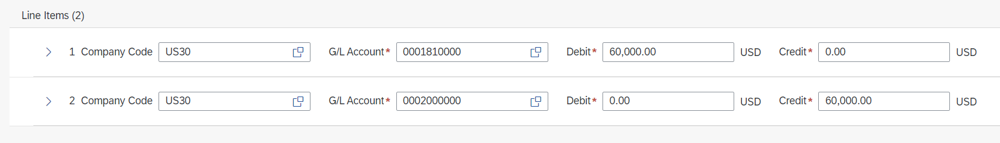 Line Items (2)
1 Company Code US30 G/L Account* 0001810000 Debit* 60,000.00 USD Credit* 0.00 USD
2 Company Code US30 G/L Account* 0002000000 Debit* 0.00 USD Credit* 60,000.00 USD